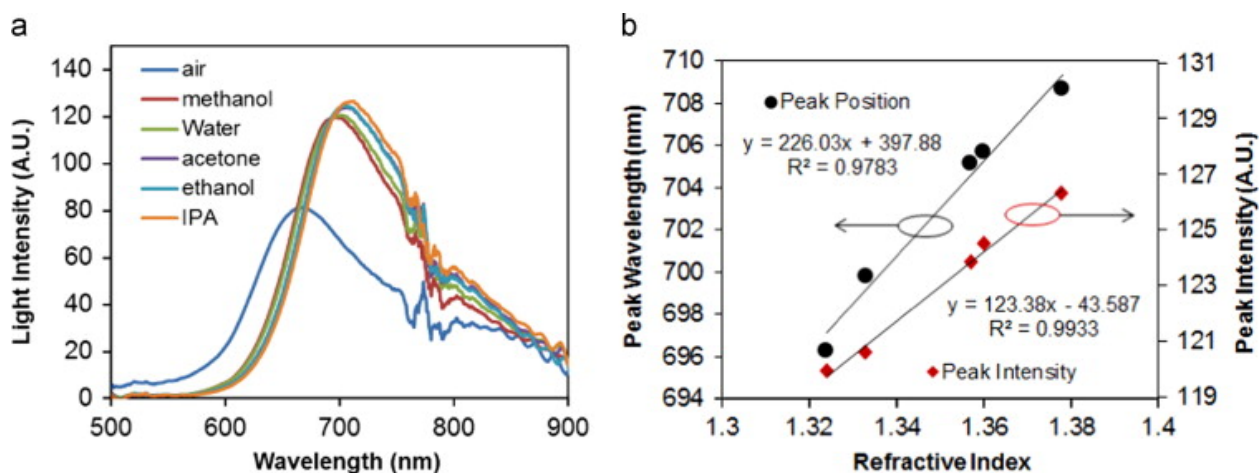 a
Light Intensity (A.U.)
140
120
100
80
60
40
20
0
air
methanol
Water
acetone
ethanol
IPA
500
600
700
800
900
Wavelength (nm)
b
Peak Wavelength (nm)
710
708
706
704
702
700
698
696
694
Peak Position
y = 226.03x + 397.88
R² = 0.9783
y = 123.38x - 43.587
R² = 0.9933
Peak Intensity
131
129
127
125
123
121
119
Peak Intensity (A.U.)
1.3
1.32
1.34
1.36
1.38
1.4
Refractive Index